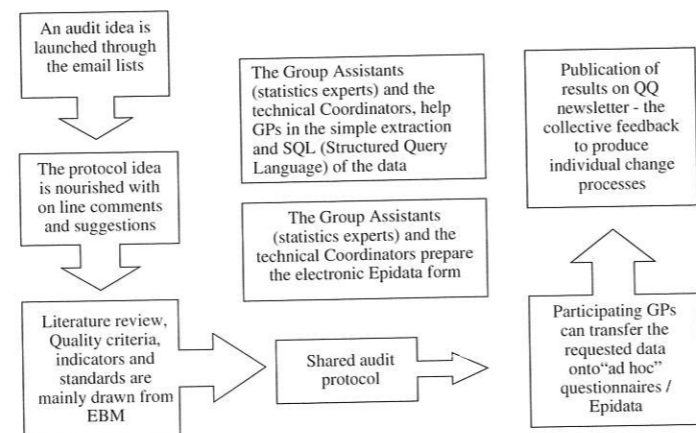 An audit idea is
launched through
the email lists
The protocol idea
is nourished with
on line comments
and suggestions
Literature review,
Quality criteria,
indicators and
standards are
mainly drawn from
EBM
The Group Assistants
(statistics experts) and the
technical Coordinators, help
GPs in the simple extraction
and SQL (Structured Query
Language) of the data
The Group Assistants
(statistics experts) and the
technical Coordinators prepare
the electronic Epidata form
Shared audit
protocol
Participating GPs
can transfer the
requested data
onto“ad hoc”
questionnaires /
Epidata
Publication of
results on QQ
newsletter - the
collective feedback
to produce
individual change
processes